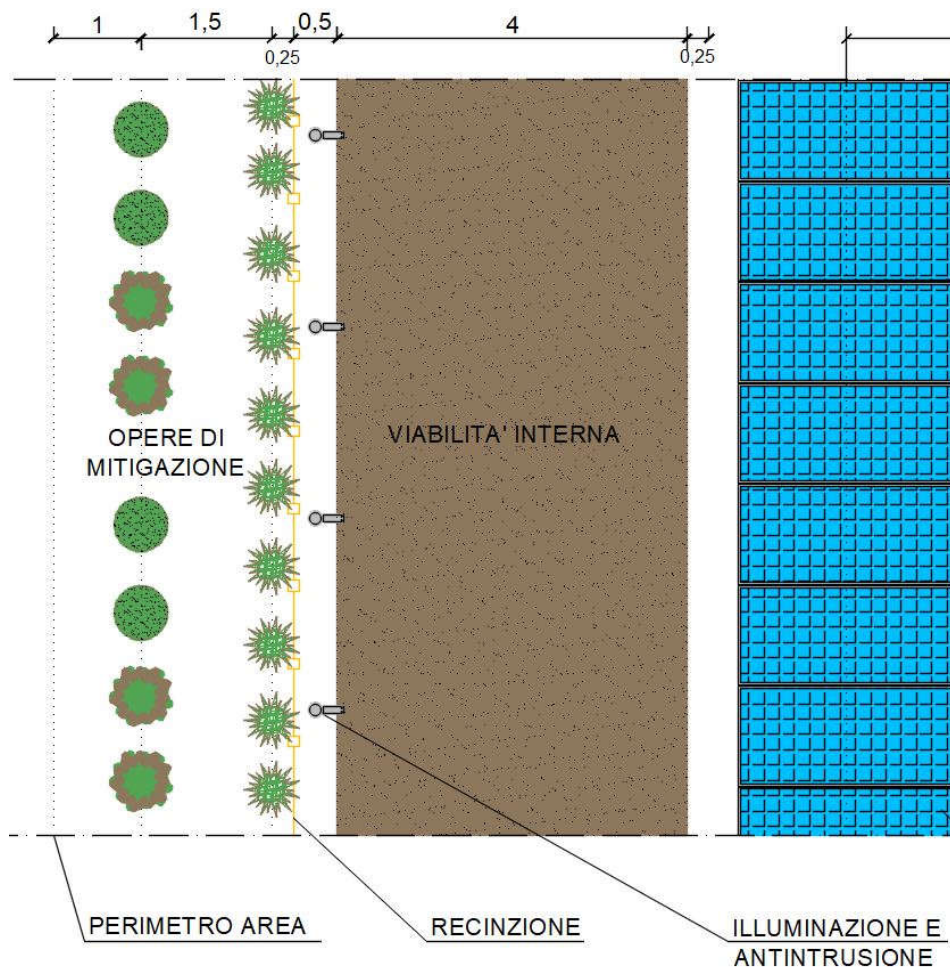 1
1,5
0,5
4
0,25
0,25
OPERE DI
MITIGAZIONE
VIABILITA' INTERNA
PERIMETRO AREA
RECINZIONE
ILLUMINAZIONE E
ANTINTRUSIONE